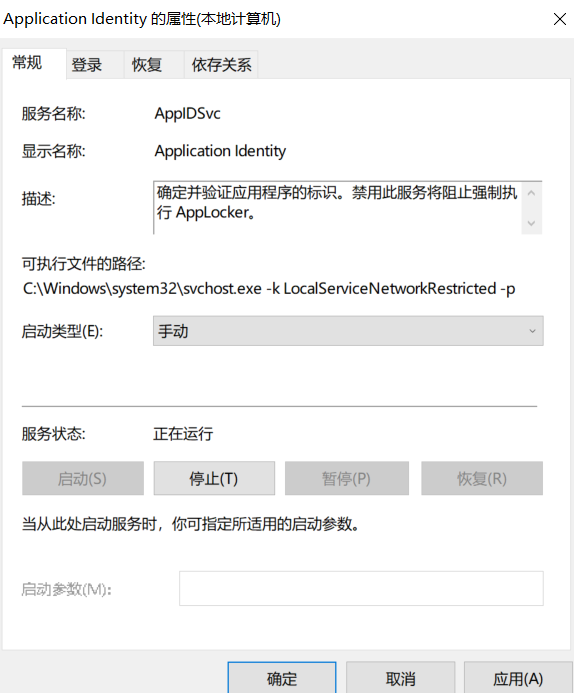 Application Identity 的属性(本地计算机)
常规 登录 恢复 依存关系
服务名称: AppIDSvc
显示名称: Application Identity
描述: 确定并验证应用程序的标识。禁用此服务将阻止强制执
行 AppLocker。
可执行文件的路径:
C:\Windows\system32\svchost.exe -k LocalServiceNetworkRestricted -p
启动类型(E): 手动
服务状态: 正在运行
启动(S) 停止(T) 暂停(P) 恢复(R)
当从此处启动服务时，你可指定所适用的启动参数。
启动参数(M):
确定 取消 应用(A)